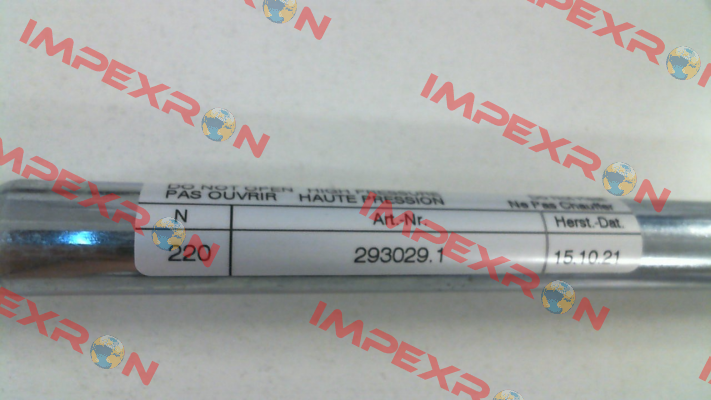 DO NOT OPEN HIGH PRESSURE
PAS OUVRIR HAUTE PRESSION Ne Pas Chauffer
N Art.-Nr. Herst.-Dat.
220 293029.1 15.10.21
IMPEXRON
IMPEXRON
IMPEXRON
IMPEXRON
IMPEXRON
IMPEXRON
IMPEXRON